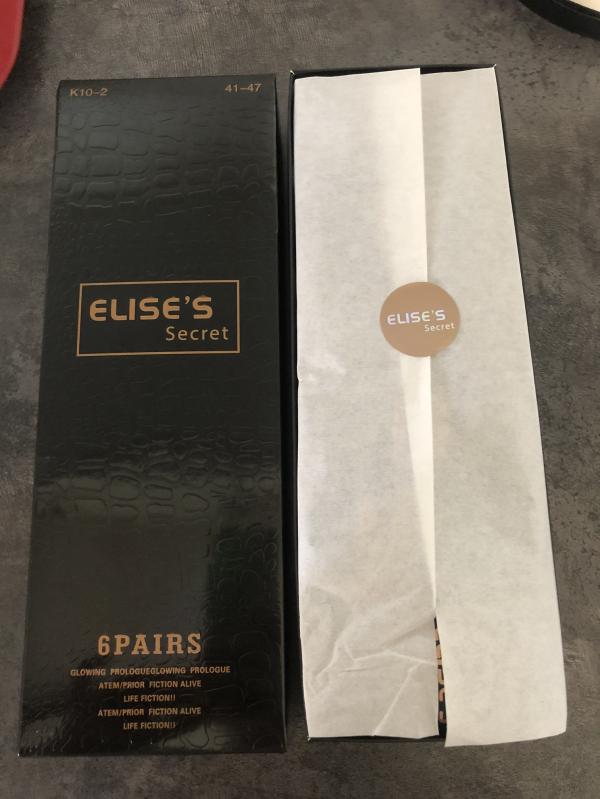 K10-2
41-47
ELISE'S
Secret
6PAIRS
GLOWING PROLOGUEGLOWING PROLOGUE
ATEM/PRIOR FICTION ALIVE
LIFE FICTION!!
ATEM/PRIOR FICTION ALIVE
LIFE FICTION!!
ELISE'S
Secret